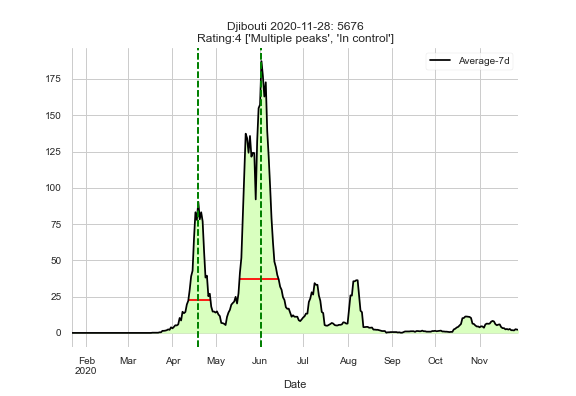 Djibouti 2020-11-28: 5676
Rating:4 ['Multiple peaks', 'In control']
Average-7d
175
150
125
100
75
50
25
0
Feb Mar Apr May Jun Jul Aug Sep Oct Nov
2020
Date